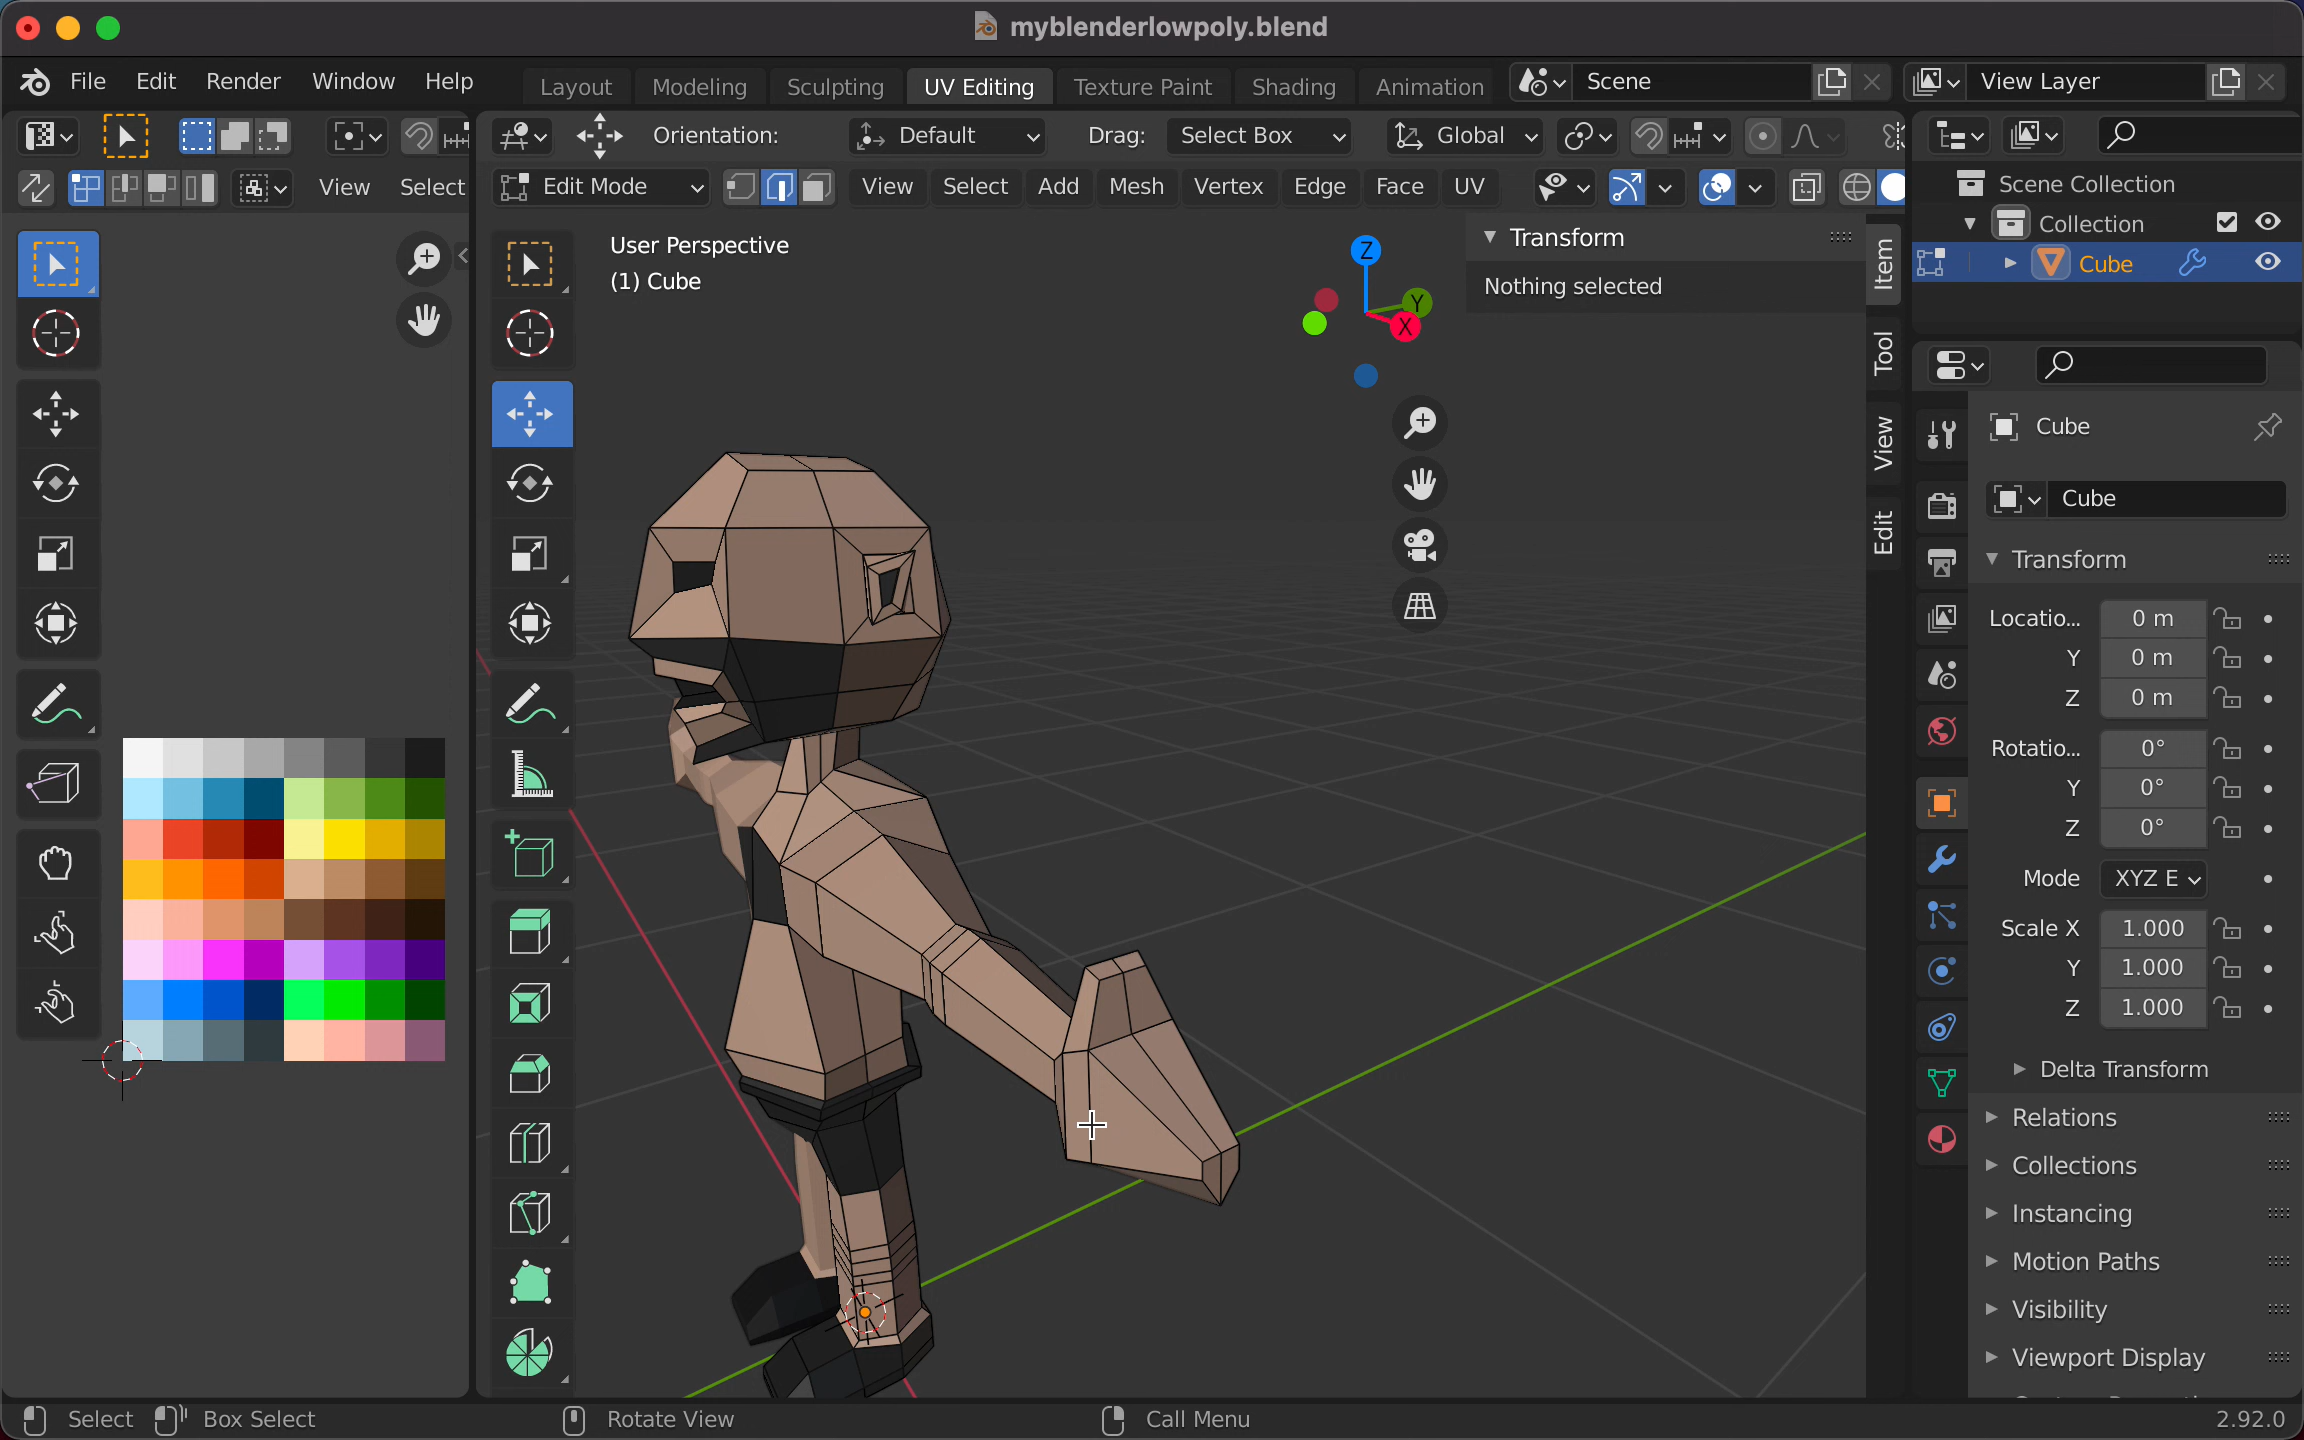 myblenderlowpoly.blend
File Edit Render Window Help Layout Modeling Sculpting UV Editing Texture Paint Shading Animation Scene View Layer
Orientation: Default Drag: Select Box Global
View Select Edit Mode View Select Add Mesh Vertex Edge Face UV
User Perspective
(1) Cube
Z
Y
X
Transform
Nothing selected
Item
Tool
View
Edit
Scene Collection
Collection
Cube
Cube
Cube
Transform
Locatio... 0 m
Y 0 m
Z 0 m
Rotatio... 0°
Y 0°
Z 0°
Mode XYZ E
Scale X 1.000
Y 1.000
Z 1.000
Delta Transform
Relations
Collections
Instancing
Motion Paths
Visibility
Viewport Display
Select Box Select Rotate View Call Menu 2.92.0